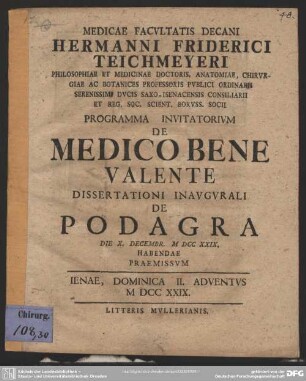 MEDICAE FACVLTATIS DECANI
HERMANNI FRIDERICI
TEICHMEYERI
PHILOSOPHIAE ET MEDICINAE DOCTORIS, ANATOMIAE, CHIRVR-
GIAE AC BOTANICES PROFESSORIS PVBLICI ORDINARII
SERENISSIMI DVCIS SAXO-ISENACENSIS CONSILIARII
ET REG. SOC. SCIENT. BORVSS. SOCII
PROGRAMMA INVITATORIVM
DE
MEDICO BENE
VALENTE
DISSERTATIONI INAVGVRALI
DE
PODAGRA
DIE X. DECEMBR. M DCC XXIX,
HABENDAE
PRAEMISSVM
IENAE, DOMINICA II. ADVENTVS
M DCC XXIX.
LITTERIS MVLLERIANIS.
Chirurg.
108,30